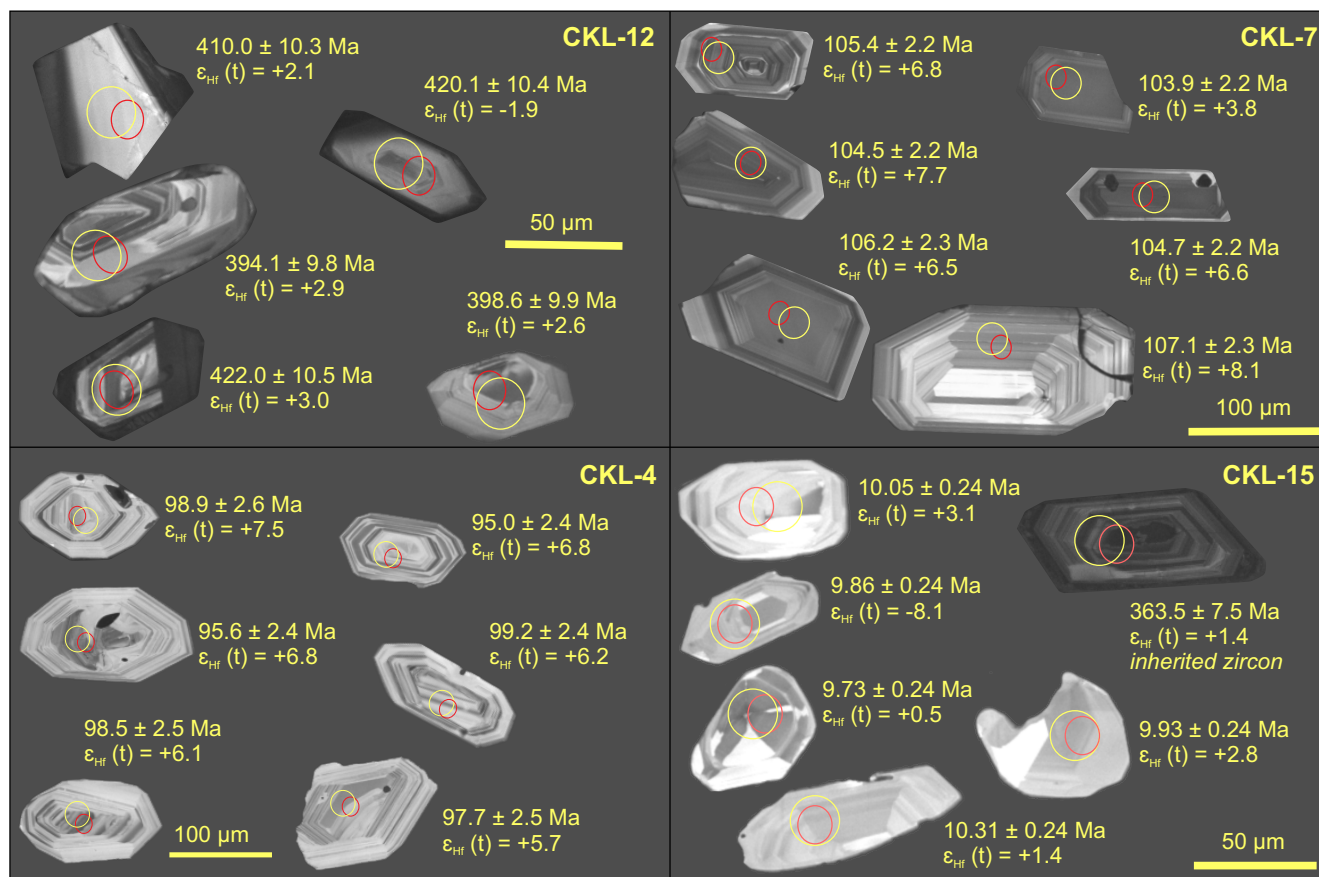 CKL-12
410.0 ± 10.3 Ma
εHf (t) = +2.1
420.1 ± 10.4 Ma
εHf (t) = -1.9
50 µm
394.1 ± 9.8 Ma
εHf (t) = +2.9
398.6 ± 9.9 Ma
εHf (t) = +2.6
422.0 ± 10.5 Ma
εHf (t) = +3.0
CKL-7
105.4 ± 2.2 Ma
εHf (t) = +6.8
103.9 ± 2.2 Ma
εHf (t) = +3.8
104.5 ± 2.2 Ma
εHf (t) = +7.7
106.2 ± 2.3 Ma
εHf (t) = +6.5
104.7 ± 2.2 Ma
εHf (t) = +6.6
107.1 ± 2.3 Ma
εHf (t) = +8.1
100 µm
CKL-4
98.9 ± 2.6 Ma
εHf (t) = +7.5
95.0 ± 2.4 Ma
εHf (t) = +6.8
95.6 ± 2.4 Ma
εHf (t) = +6.8
99.2 ± 2.4 Ma
εHf (t) = +6.2
98.5 ± 2.5 Ma
εHf (t) = +6.1
97.7 ± 2.5 Ma
εHf (t) = +5.7
100 µm
CKL-15
10.05 ± 0.24 Ma
εHf (t) = +3.1
9.86 ± 0.24 Ma
εHf (t) = -8.1
363.5 ± 7.5 Ma
εHf (t) = +1.4
inherited zircon
9.73 ± 0.24 Ma
εHf (t) = +0.5
9.93 ± 0.24 Ma
εHf (t) = +2.8
10.31 ± 0.24 Ma
εHf (t) = +1.4
50 µm